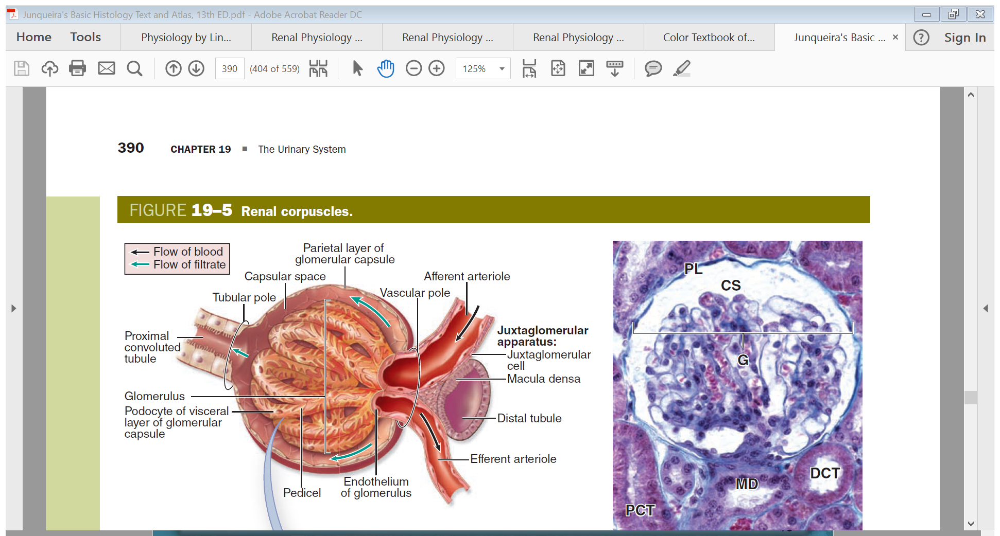 Junqueira's Basic Histology Text and Atlas, 13th ED.pdf - Adobe Acrobat Reader DC
Home Tools Physiology by Lin... Renal Physiology ... Renal Physiology ... Renal Physiology ... Color Textbook of... Junqueira's Basic ... × ? Sign In
390 (404 of 559) 125%
390 CHAPTER 19 ■ The Urinary System
FIGURE 19–5 Renal corpuscles.
Flow of blood
Flow of filtrate
Parietal layer of
glomerular capsule
Capsular space
Afferent arteriole
Tubular pole
Vascular pole
Proximal
convoluted
tubule
Juxtaglomerular
apparatus:
Juxtaglomerular
cell
Macula densa
Glomerulus
Podocyte of visceral
layer of glomerular
capsule
Distal tubule
Efferent arteriole
Pedicel
Endothelium
of glomerulus
PL
CS
G
DCT
MD
PCT